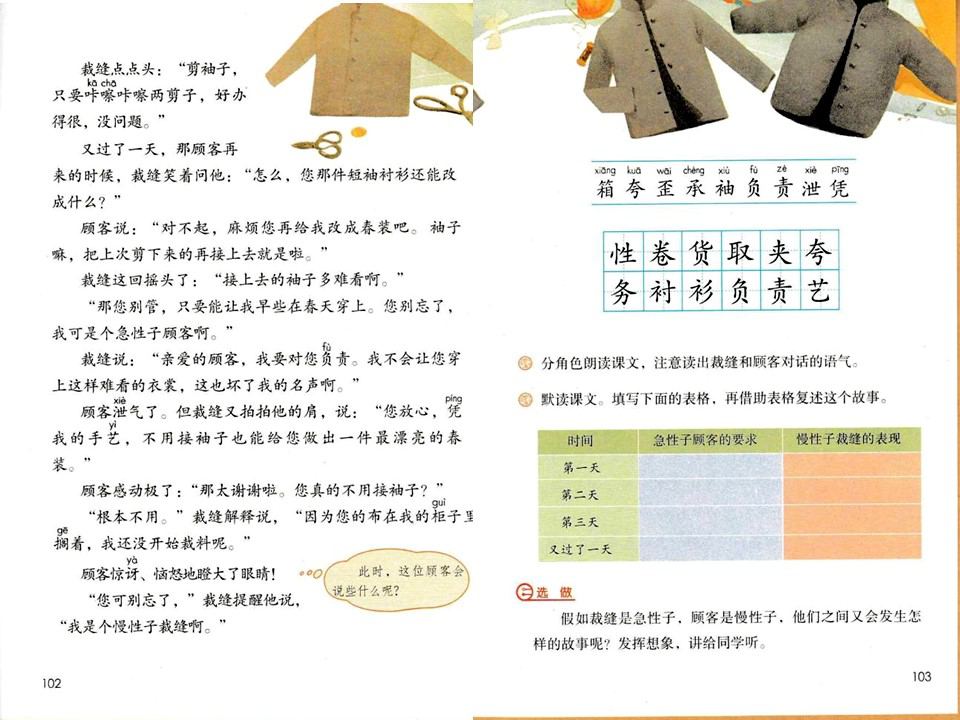 裁缝点点头：“剪袖子，
kā chā
只要咔嚓咔嚓两剪子，好办
得很，没问题。”
又过了一天，那顾客再
来的时候，裁缝笑着问他：“怎么，您那件短袖衬衫还能改
成什么？”
顾客说：“对不起，麻烦您再给我改成春装吧。袖子
嘛，把上次剪下来的再接上去就是啦。”
裁缝这回摇头了：“接上去的袖子多难看啊。”
“那您别管，只要能让我早些在春天穿上。您别忘了，
我可是个急性子顾客啊。”
fù
裁缝说：“亲爱的顾客，我要对您负责。我不会让您穿
上这样难看的衣裳，这也坏了我的名声啊。”
xiè píng
顾客泄气了。但裁缝又拍拍他的肩，说：“您放心，凭
yì
我的手艺，不用接袖子也能给您做出一件最漂亮的春
装。”
顾客感动极了：“那太谢谢啦。您真的不用接袖子？”
guì
“根本不用。”裁缝解释说，“因为您的布在我的柜子里
gē
搁着，我还没开始裁料呢。”
yà
顾客惊讶、恼怒地瞪大了眼睛！
“您可别忘了，”裁缝提醒他说，
“我是个慢性子裁缝啊。”
此时，这位顾客会
说些什么呢？
102
xiāng kuā wāi chéng xiù fù zé xiè píng
箱 夸 歪 承 袖 负 责 泄 凭
性 卷 货 取 夹 夸
务 衬 衫 负 责 艺
分角色朗读课文，注意读出裁缝和顾客对话的语气。
默读课文。填写下面的表格，再借助表格复述这个故事。
时间 急性子顾客的要求 慢性子裁缝的表现
第一天
第二天
第三天
又过了一天
选做
假如裁缝是急性子，顾客是慢性子，他们之间又会发生怎
样的故事呢？发挥想象，讲给同学听。
103